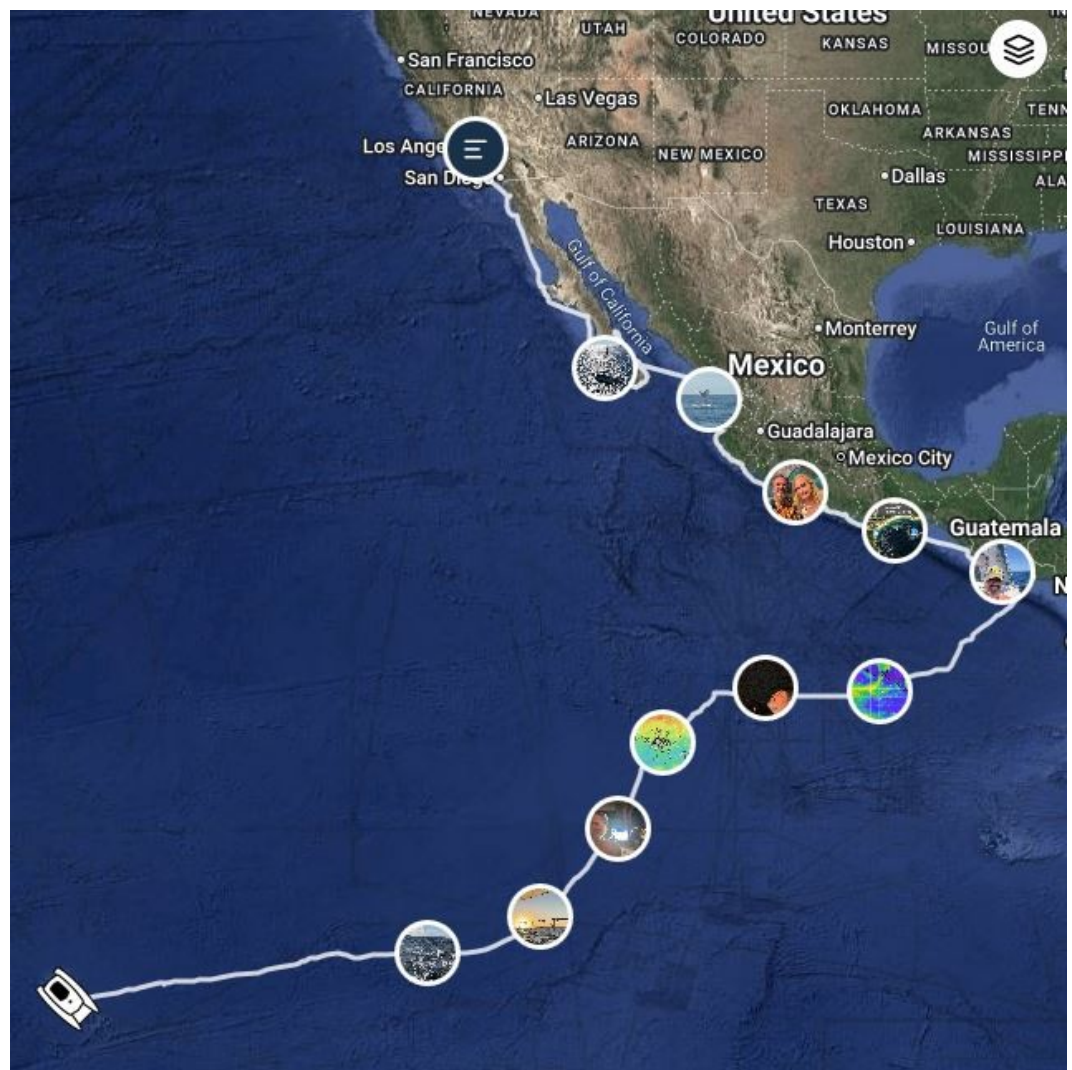 NEVADA
United States
UTAH
COLORADO
KANSAS
MISSOU
San Francisco
CALIFORNIA
Las Vegas
OKLAHOMA
TENN
ARKANSAS
Los Ange
ARIZONA
NEW MEXICO
MISSISSIPPI
San Diego
Dallas
ALA
TEXAS
LOUISIANA
Houston
Gulf of California
Monterrey
Gulf of
America
Mexico
Guadalajara
Mexico City
Guatemala
N